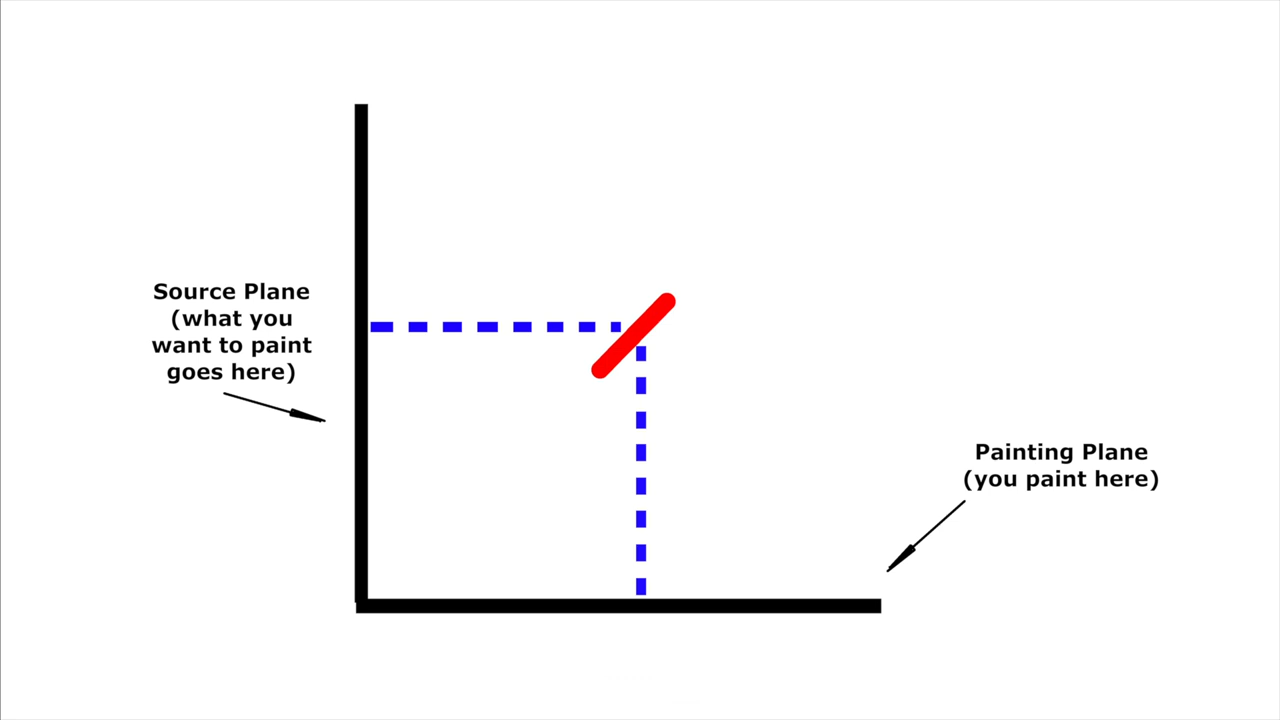 Source Plane
(what you
want to paint
goes here)
Painting Plane
(you paint here)